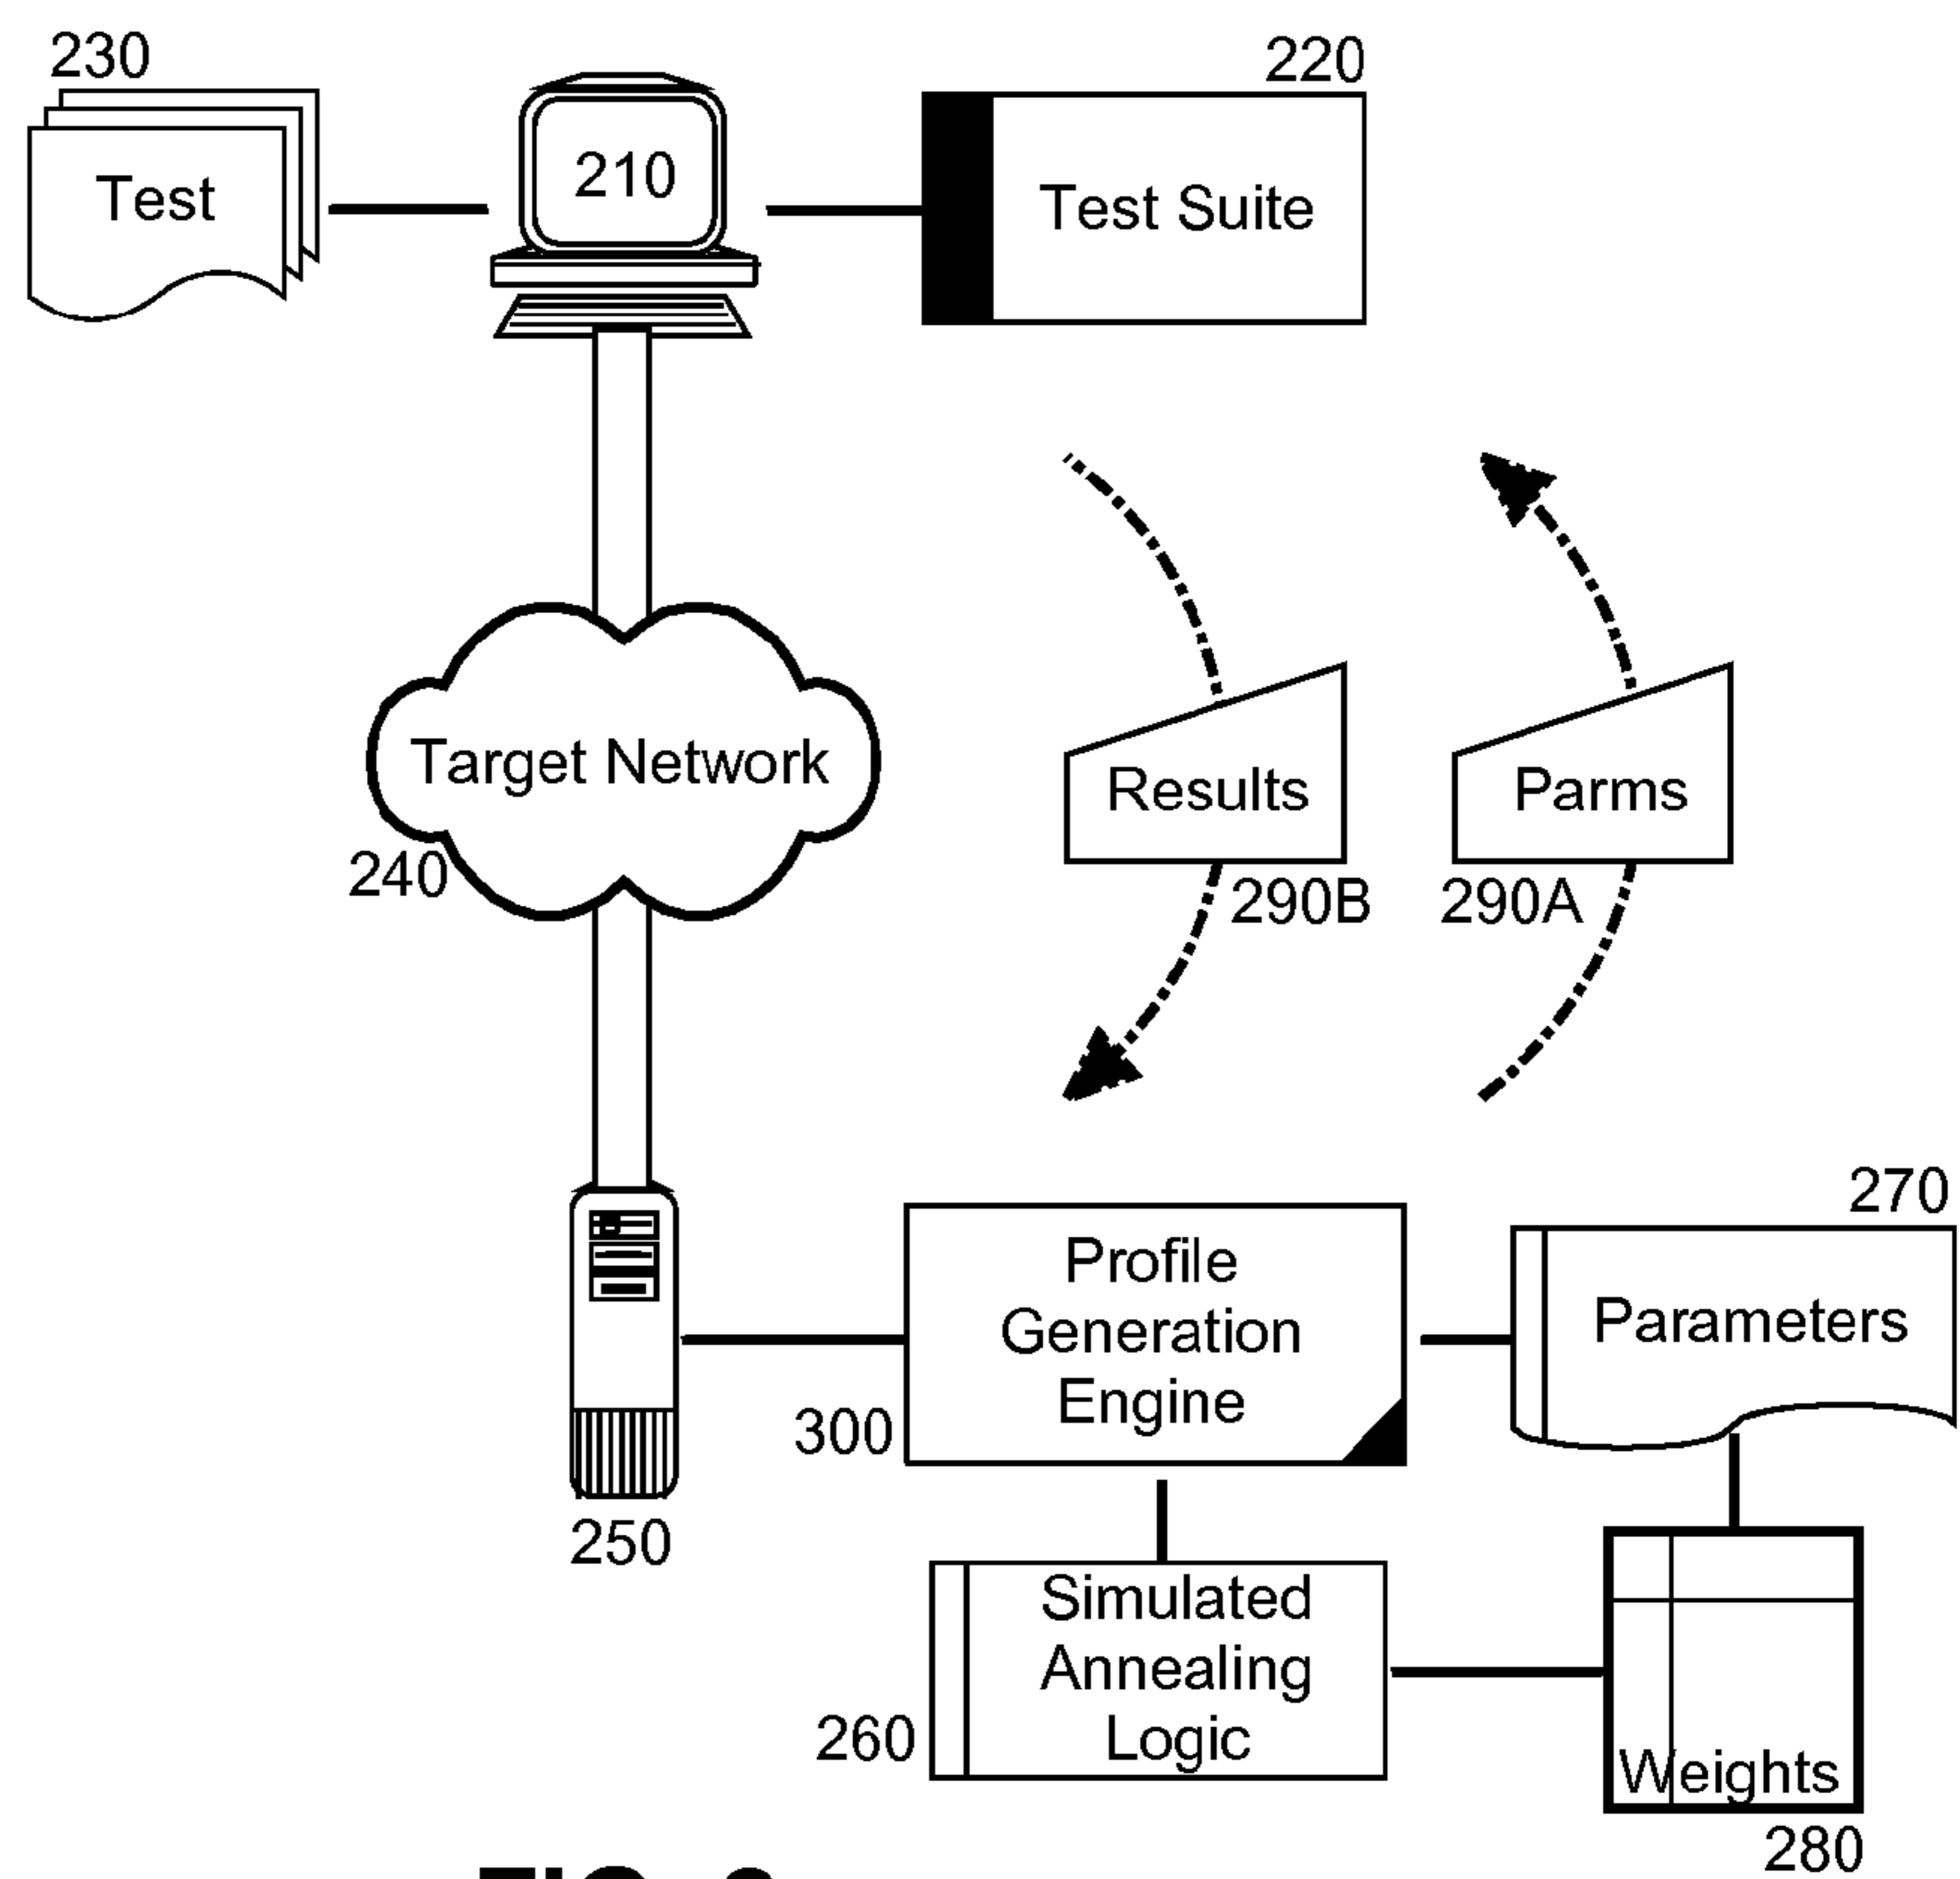 230
220
Test
210
Test Suite
Target Network
240
Results
Parms
290B
290A
270
Profile
Generation
Engine
Parameters
300
250
Simulated
Annealing
Logic
260
Weights
280